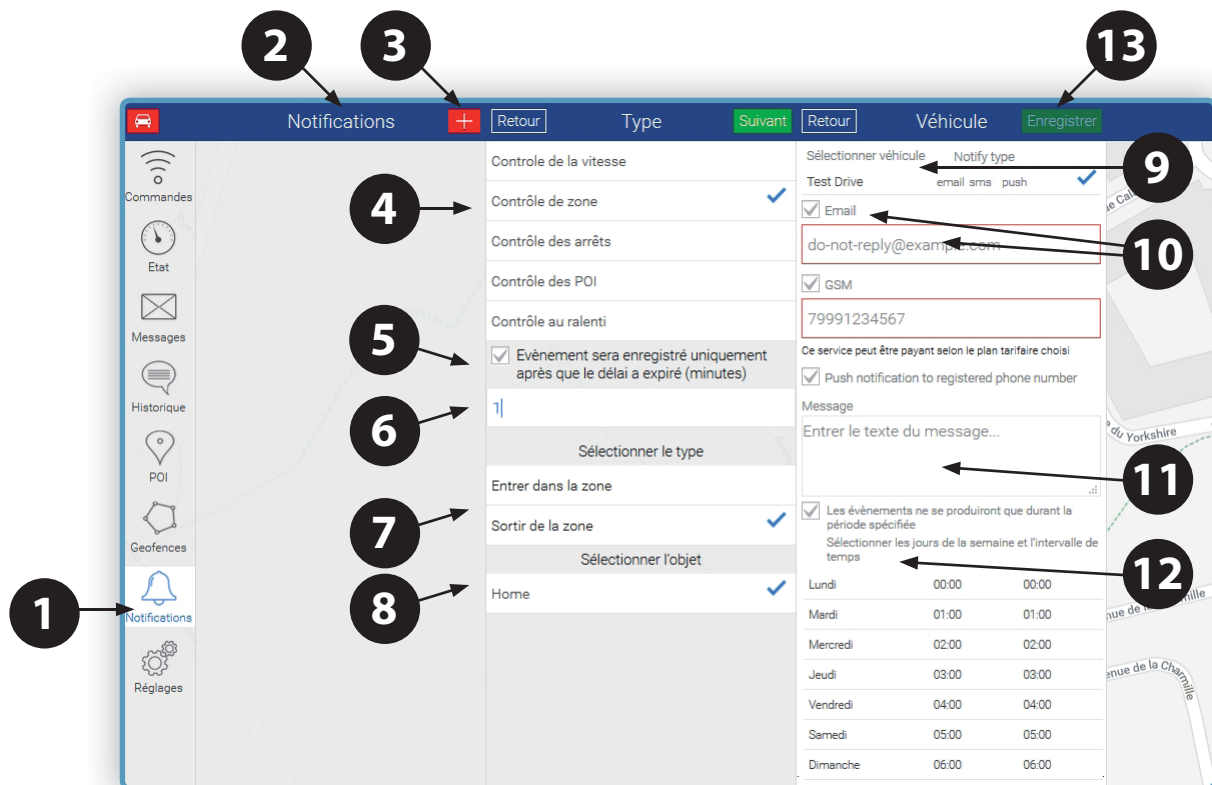 2
3
13
Notifications
+
Retour
Type
Suivant
Retour
Véhicule
Enregistrer
Commandes
Etat
Messages
Historique
POI
Geofences
1
Notifications
Réglages
Controle de la vitesse
4
Contrôle de zone
Contrôle des arrêts
Contrôle des POI
Contrôle au ralenti
5
Evènement sera enregistré uniquement
après que le délai a expiré (minutes)
6
1
Sélectionner le type
Entrer dans la zone
7
Sortir de la zone
Sélectionner l'objet
8
Home
Sélectionner véhicule
Notify type
9
Test Drive
email sms push
Email
10
do-not-reply@example.com
GSM
79991234567
Ce service peut être payant selon le plan tarifaire choisi
Push notification to registered phone number
Message
Entrer le texte du message...
11
Les évènements ne se produiront que durant la
période spécifiée
Sélectionner les jours de la semaine et l'intervalle de
temps
12
Lundi 00:00 00:00
Mardi 01:00 01:00
Mercredi 02:00 02:00
Jeudi 03:00 03:00
Vendredi 04:00 04:00
Samedi 05:00 05:00
Dimanche 06:00 06:00
du Yorkshire
enue de la Charmille